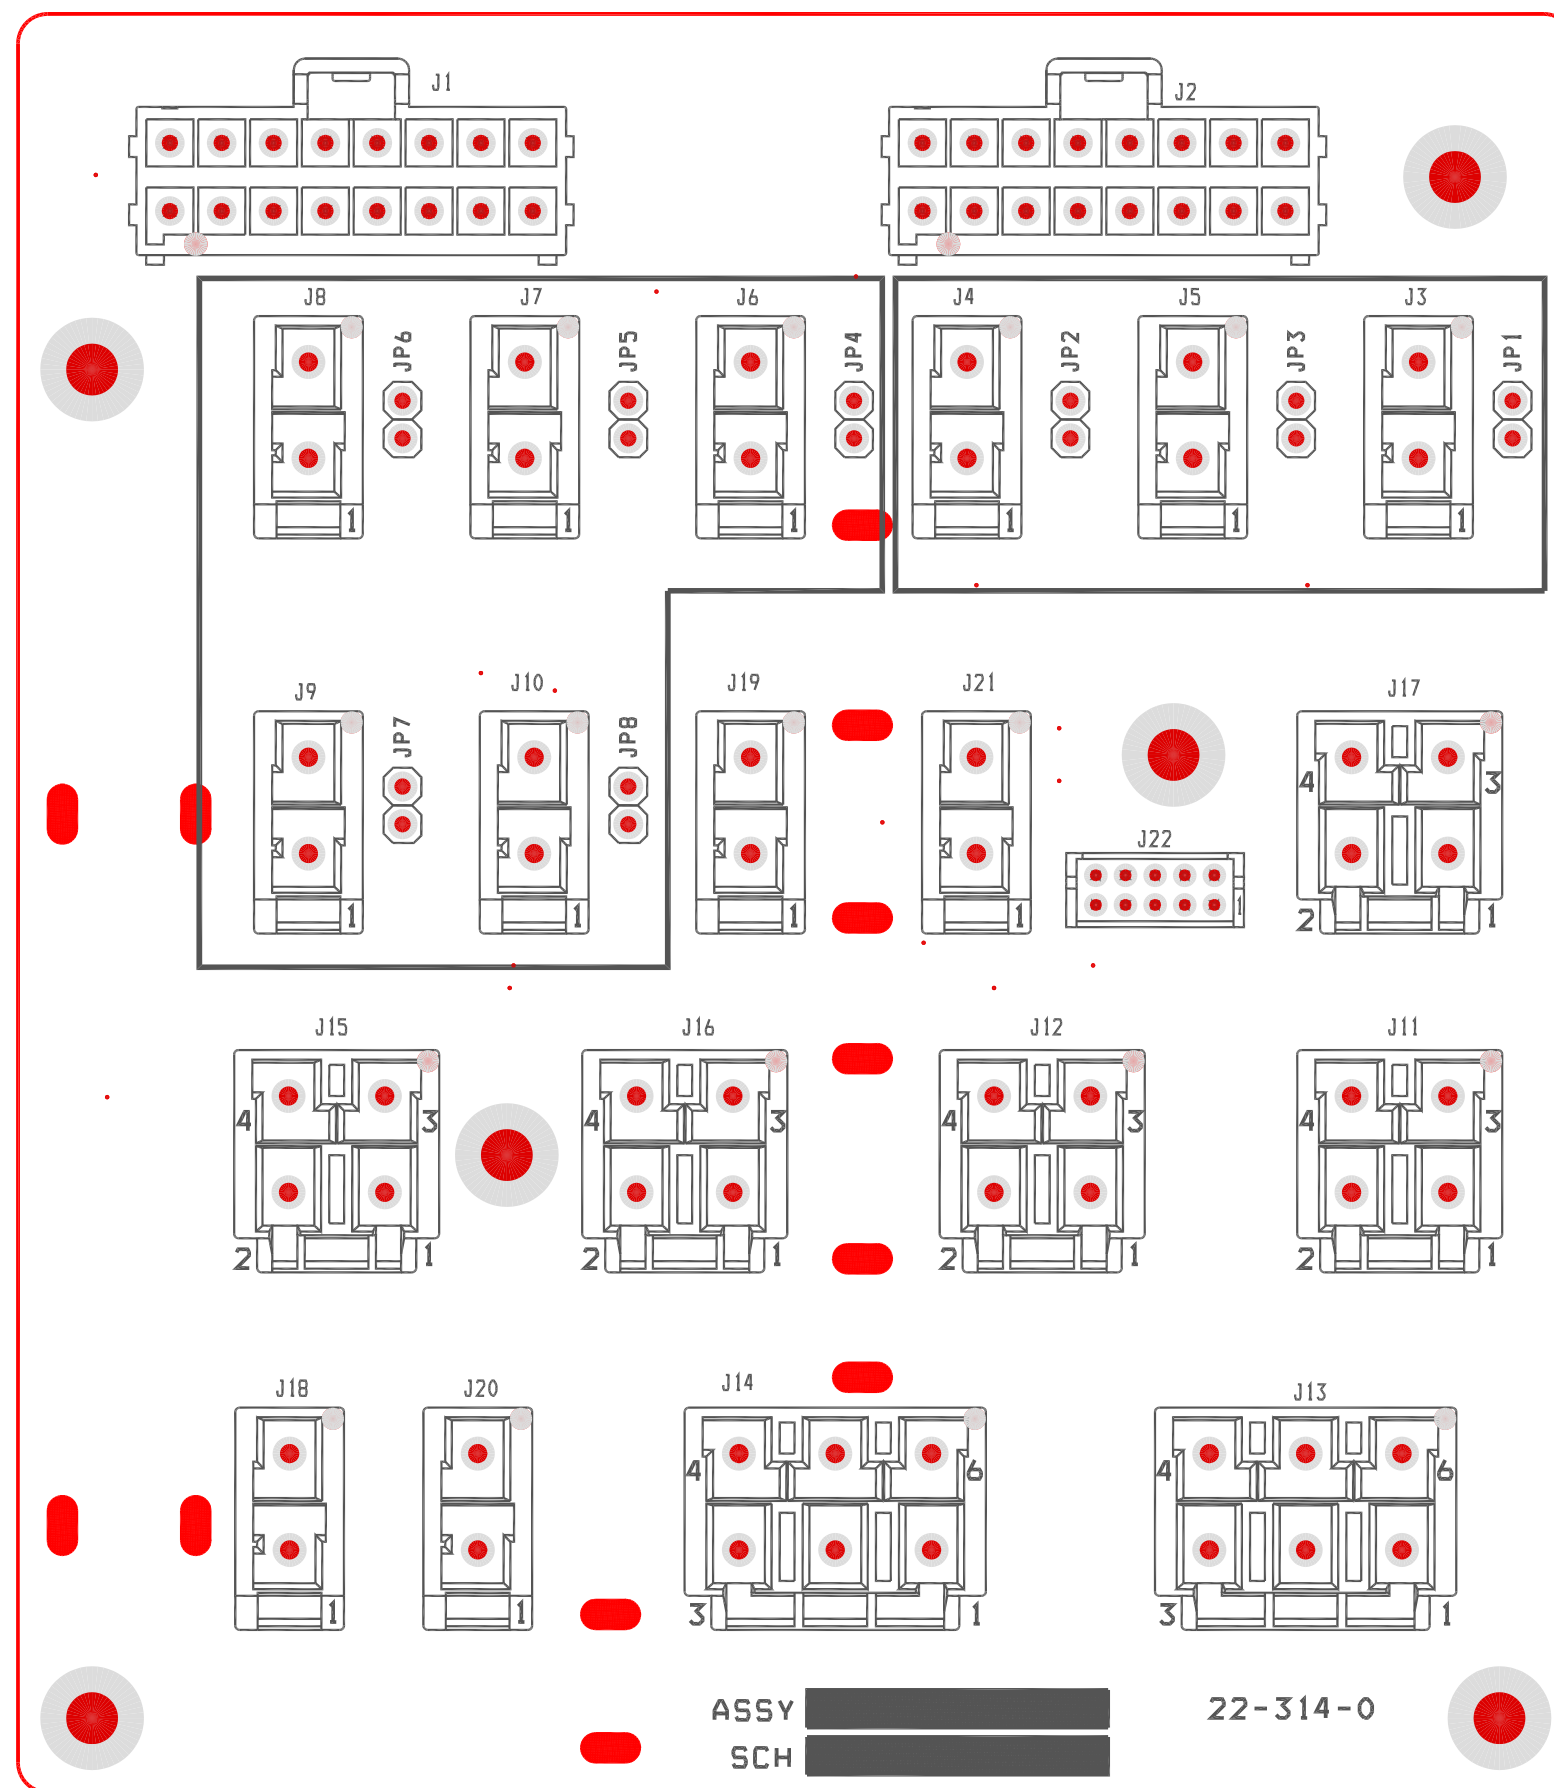 J1 J2
J8 J7 J6 J4 J5 J3
JP6 JP5 JP4 JP2 JP3 JP1
1 1 1 1 1 1
J9 J10 J19 J21 J17
JP7 JP8
4 3
J22
1
1 1 1 1 2 1
J15 J16 J12 J11
4 3 4 3 4 3 4 3
2 1 2 1 2 1 2 1
J18 J20 J14 J13
4 6 4 6
1 1 3 1 3 1
ASSY 22-314-0
SCH